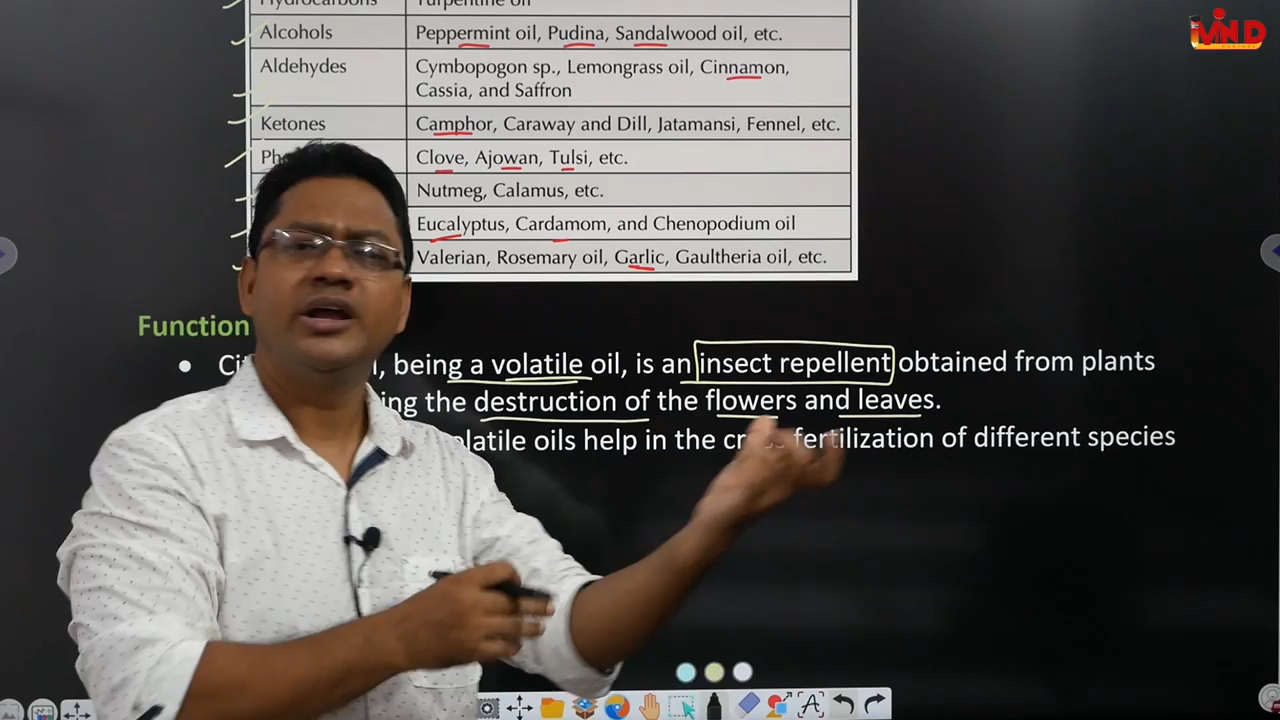 Hydrocarbons Turpentine oil
Alcohols Peppermint oil, Pudina, Sandalwood oil, etc.
Aldehydes Cymbopogon sp., Lemongrass oil, Cinnamon,
Cassia, and Saffron
Ketones Camphor, Caraway and Dill, Jatamansi, Fennel, etc.
Clove, Ajowan, Tulsi, etc.
Nutmeg, Calamus, etc.
Eucalyptus, Cardamom, and Chenopodium oil
Valerian, Rosemary oil, Garlic, Gaultheria oil, etc.
Function
being a volatile oil, is an insect repellent obtained from plants
the destruction of the flowers and leaves.
oils help in the fertilization of different species